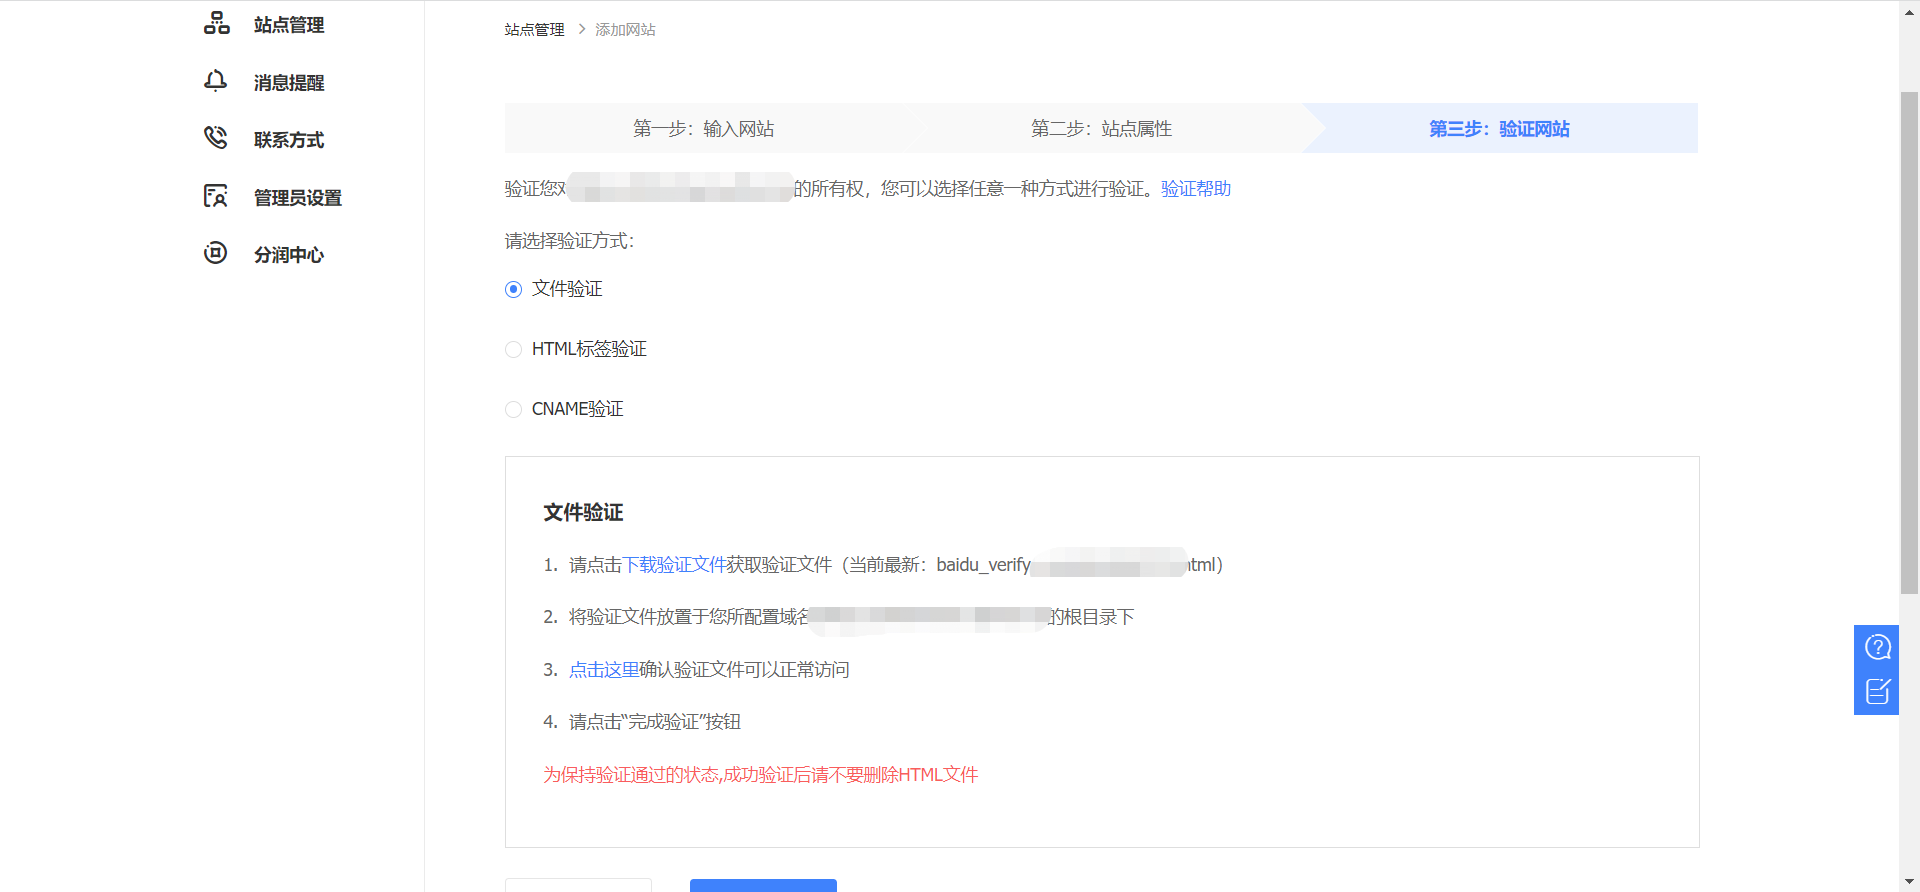 站点管理
消息提醒
联系方式
管理员设置
分润中心
站点管理 > 添加网站
第一步：输入网站
第二步：站点属性
第三步：验证网站
验证您对 的所有权，您可以选择任意一种方式进行验证。验证帮助
请选择验证方式：
文件验证
HTML标签验证
CNAME验证
文件验证
1. 请点击下载验证文件获取验证文件（当前最新：baidu_verify html）
2. 将验证文件放置于您所配置域名 的根目录下
3. 点击这里确认验证文件可以正常访问
4. 请点击“完成验证”按钮
为保持验证通过的状态,成功验证后请不要删除HTML文件